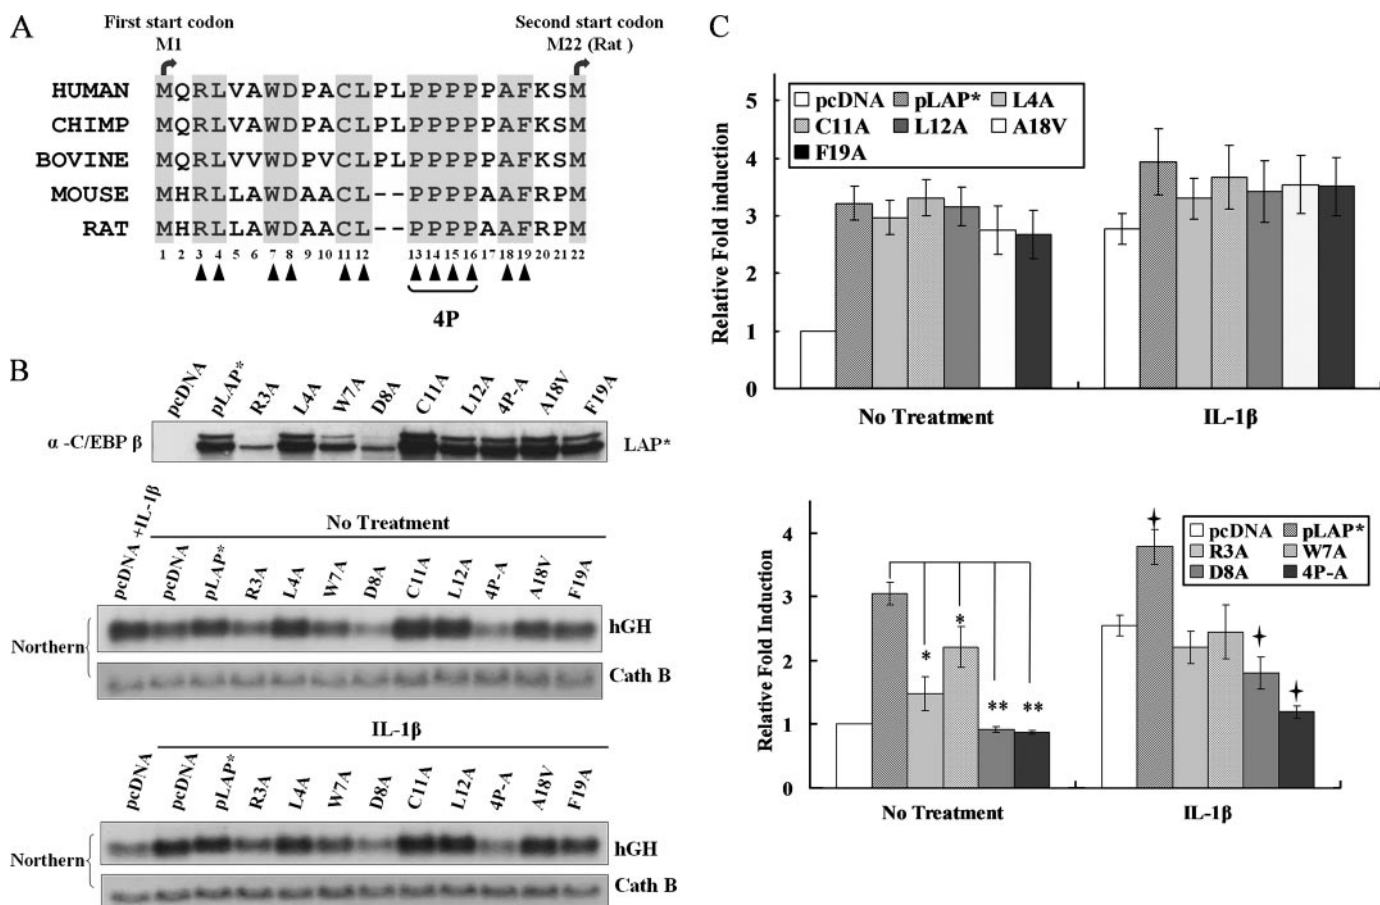 A
First start codon
M1
Second start codon
M22 (Rat )
HUMAN MQRLVAWDPACLPLPPPPPAFKSM
CHIMP MQRLVAWDPACLPLPPPPLAFKSM
BOVINE MQRLVVWDPVCLPLPPPPPAFKSM
MOUSE MHRLLAWDAACL--PPPPAAFRPM
RAT MHRLLAWDAACL--PPPPAAFRPM
1 2 3 4 5 6 7 8 9 10 11 12 13 14 15 16 17 18 19 20 21 22
4P
B
pcDNA pLAP* R3A L4A W7A D8A C11A L12A 4P-A A18V F19A
α -C/EBP β LAP*
No Treatment
pcDNA +IL-1β pcDNA pLAP* R3A L4A W7A D8A C11A L12A 4P-A A18V F19A
Northern
hGH
Cath B
IL-1β
pcDNA pcDNA pLAP* R3A L4A W7A D8A C11A L12A 4P-A A18V F19A
Northern
hGH
Cath B
C
Relative Fold induction
5
4
3
2
1
0
pcDNA pLAP* L4A
C11A L12A A18V
F19A
No Treatment IL-1β
Relative Fold Induction
4
3
2
1
0
pcDNA pLAP*
R3A W7A
D8A 4P-A
* * ** **
No Treatment IL-1β